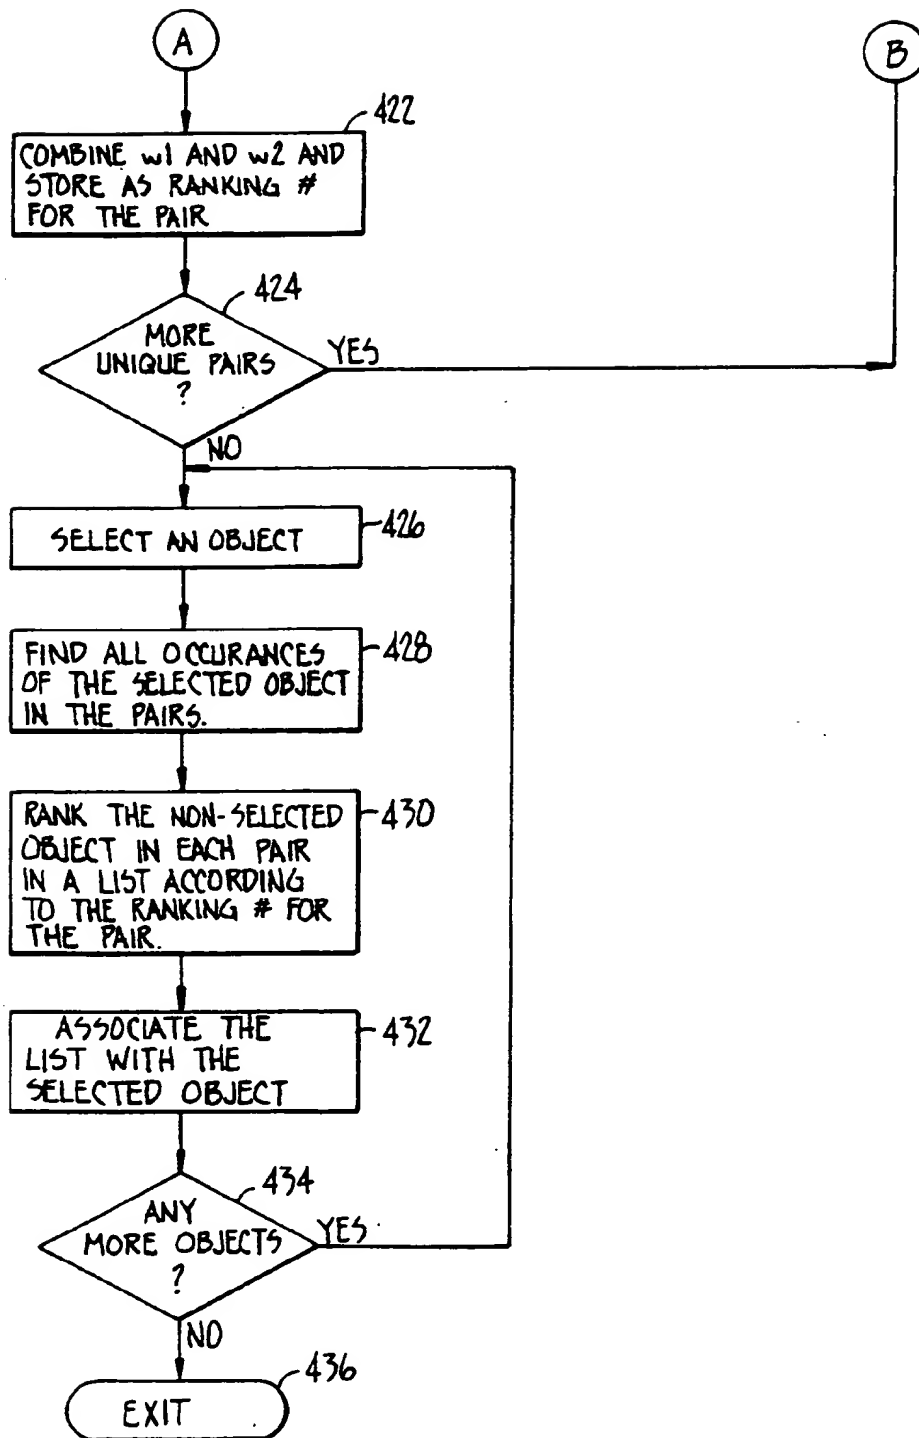 A
B
422
COMBINE w1 AND w2 AND
STORE AS RANKING #
FOR THE PAIR
424
MORE
UNIQUE PAIRS
?
YES
NO
SELECT AN OBJECT
426
FIND ALL OCCURANCES
OF THE SELECTED OBJECT
IN THE PAIRS.
428
RANK THE NON-SELECTED
OBJECT IN EACH PAIR
IN A LIST ACCORDING
TO THE RANKING # FOR
THE PAIR.
430
ASSOCIATE THE
LIST WITH THE
SELECTED OBJECT
432
434
ANY
MORE OBJECTS
?
YES
NO
436
EXIT